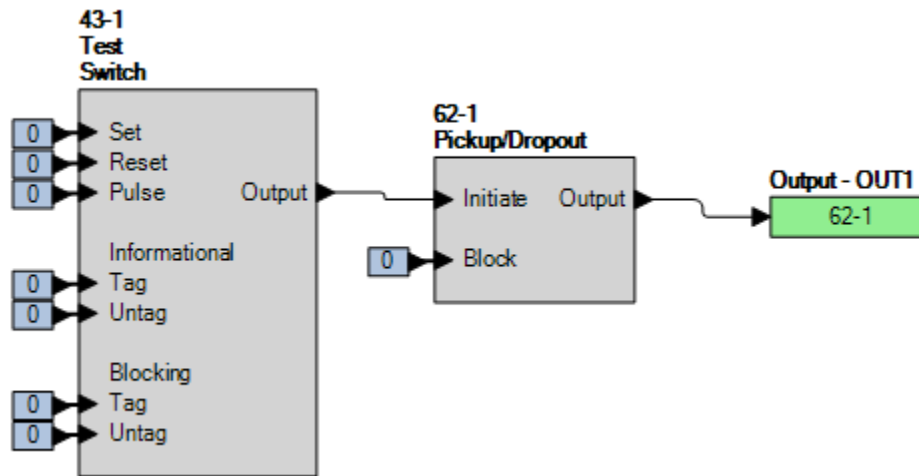 43-1
Test
Switch
0 Set
0 Reset
0 Pulse Output
Informational
0 Tag
0 Untag
Blocking
0 Tag
0 Untag
62-1
Pickup/Dropout
Initiate Output
0 Block
Output - OUT1
62-1